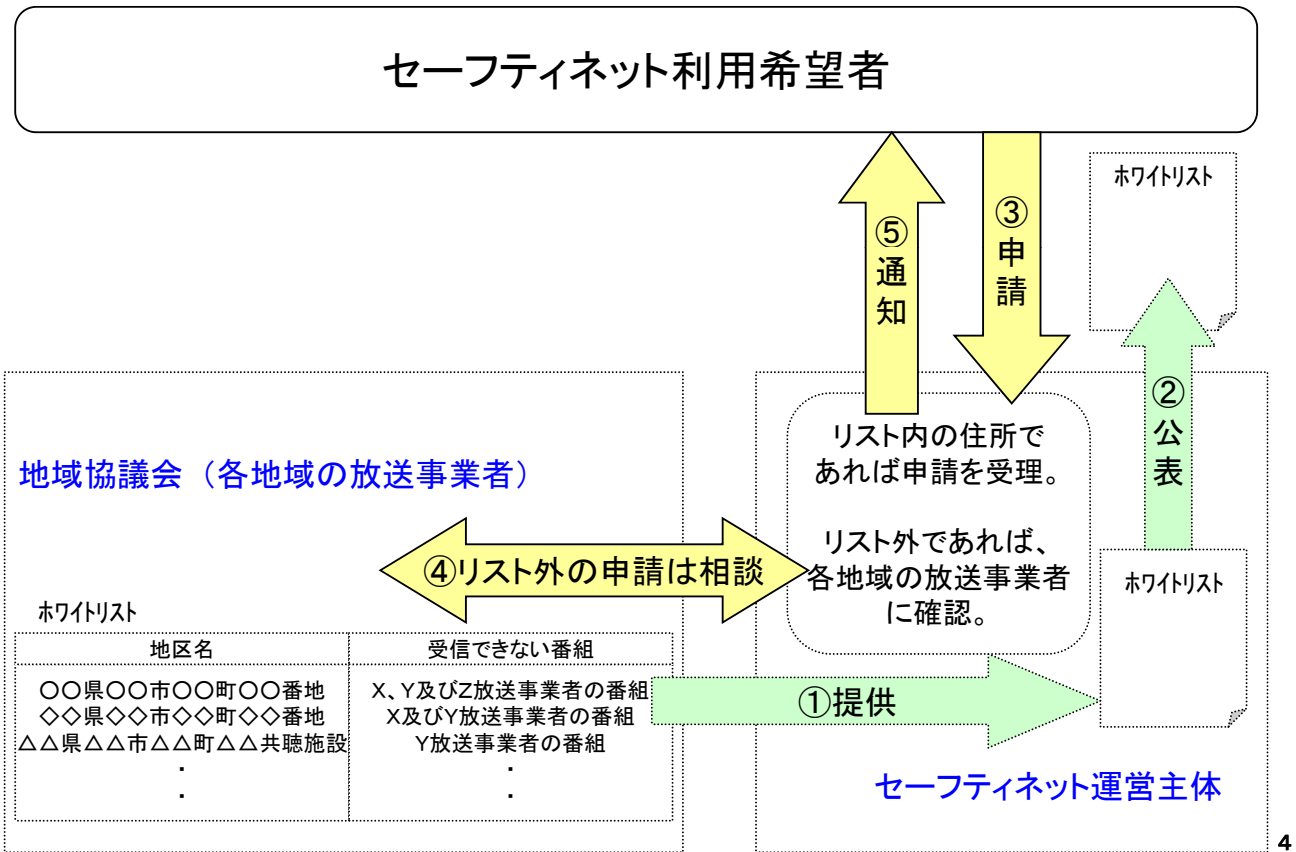 セーフティネット利用希望者
ホワイトリスト
⑤通知
③申請
②公表
地域協議会（各地域の放送事業者）
リスト内の住所で
あれば申請を受理。
リスト外であれば、
各地域の放送事業者
に確認。
④リスト外の申請は相談
ホワイトリスト
ホワイトリスト
地区名 受信できない番組
○○県○○市○○町○○番地 X、Y及びZ放送事業者の番組
◇◇県◇◇市◇◇町◇◇番地 X及びY放送事業者の番組
△△県△△市△△町△△共聴施設 Y放送事業者の番組
・ ・
・ ・
①提供
セーフティネット運営主体
4